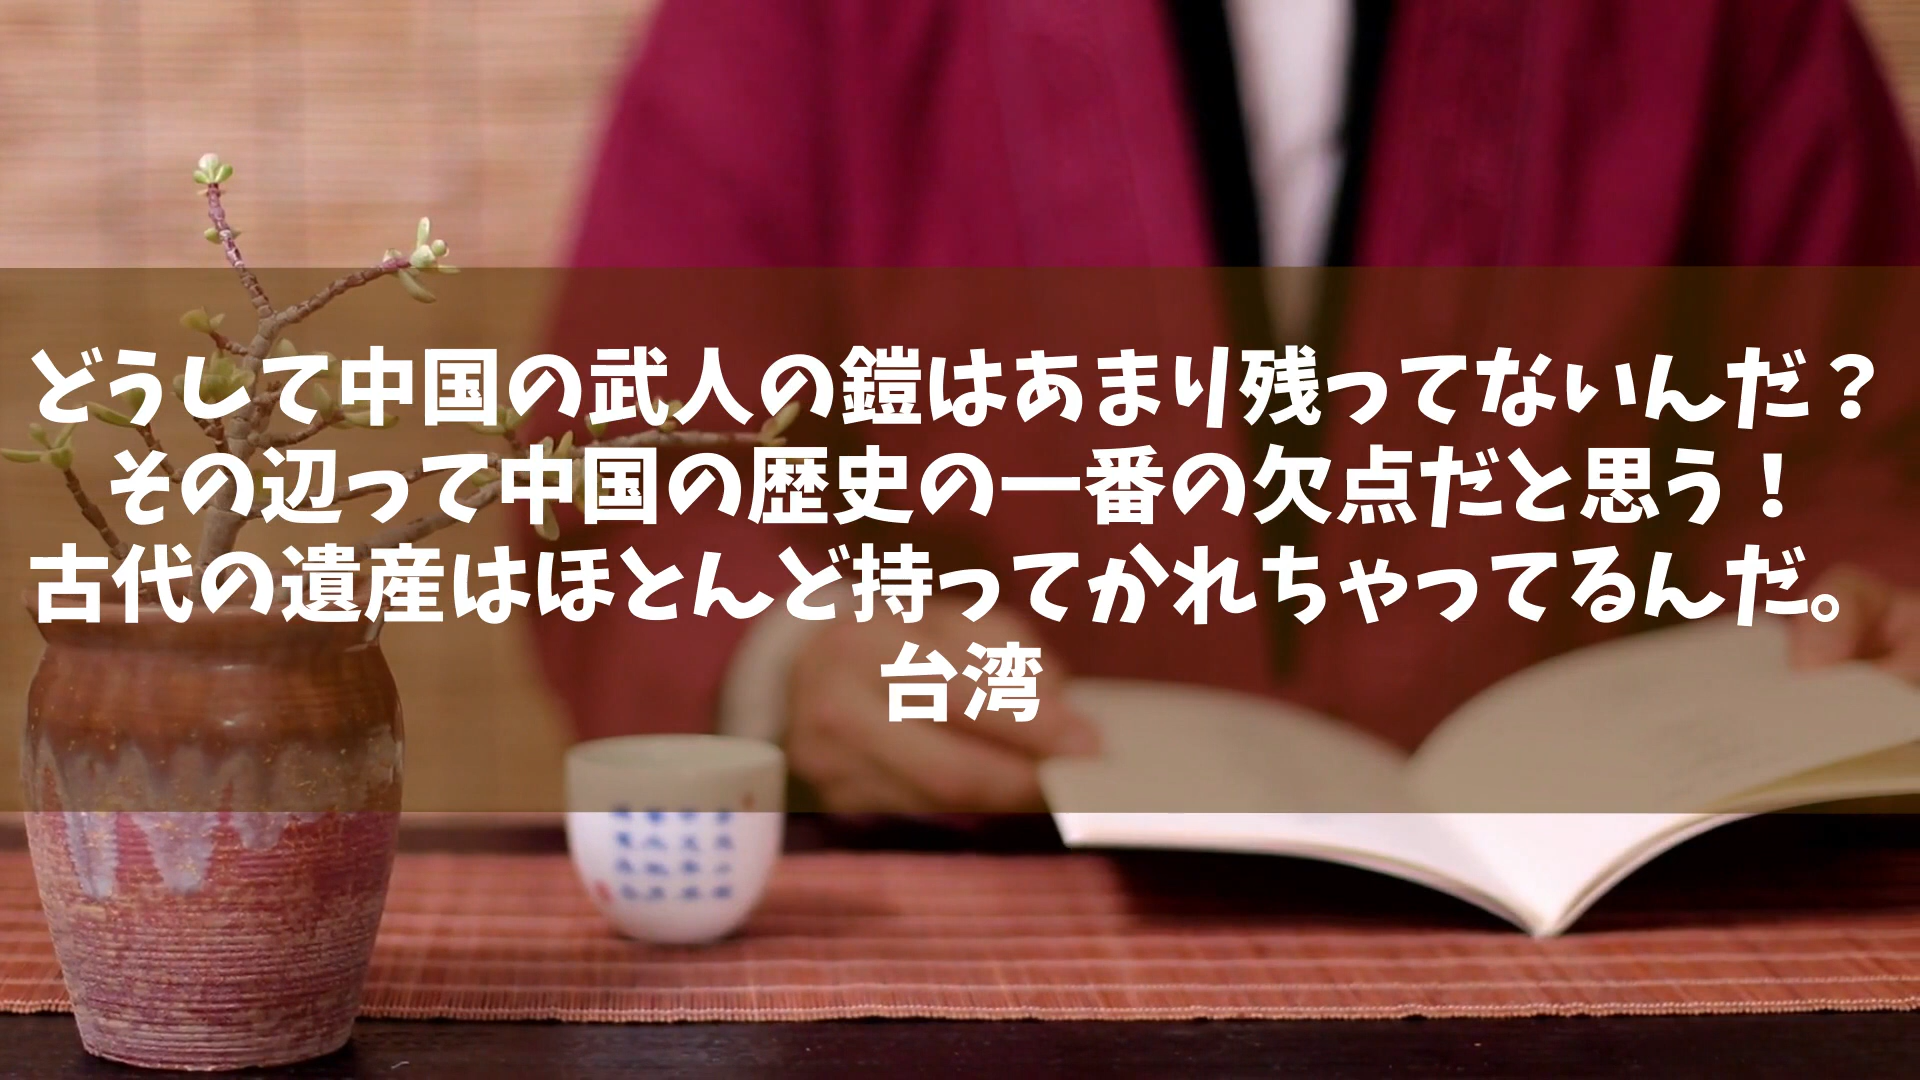 どうして中国の武人の鎧はあまり残ってないんだ？
その辺って中国の歴史の一番の欠点だと思う！
古代の遺産はほとんど持ってかれちゃってるんだ。
台湾